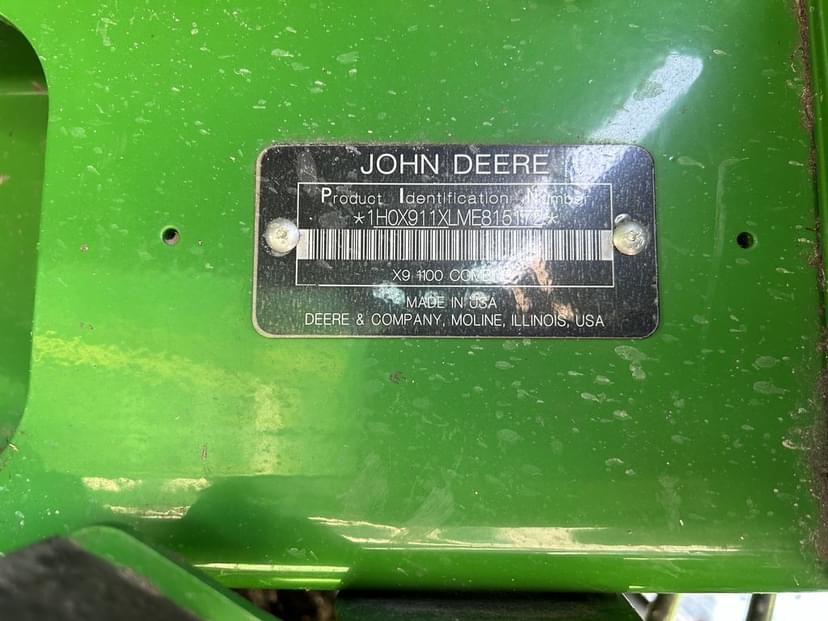 JOHN DEERE
Product Identification Number
*1H0X911XLME815172*
X9 1100 COMBINE
MADE IN USA
DEERE & COMPANY, MOLINE, ILLINOIS, USA